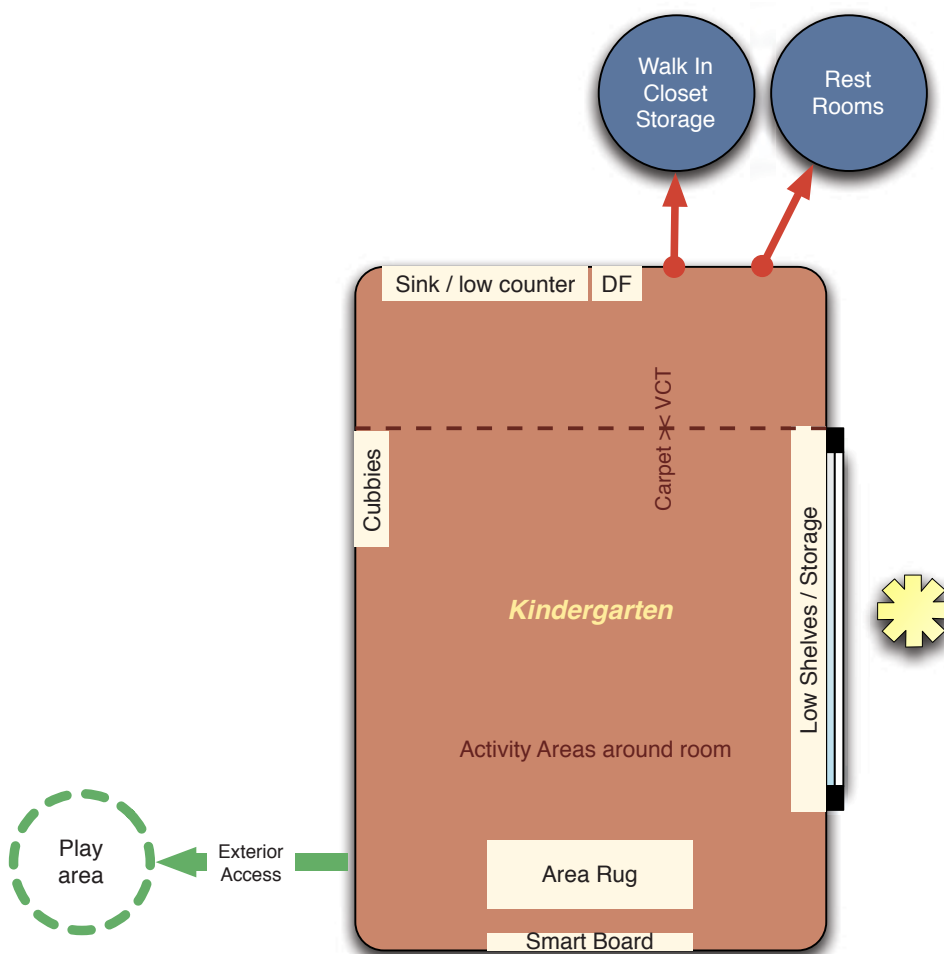 Walk In
Closet
Storage
Rest
Rooms
Sink / low counter
DF
Carpet >< VCT
Cubbies
Low Shelves / Storage
Kindergarten
Activity Areas around room
Play
area
Exterior
Access
Area Rug
Smart Board